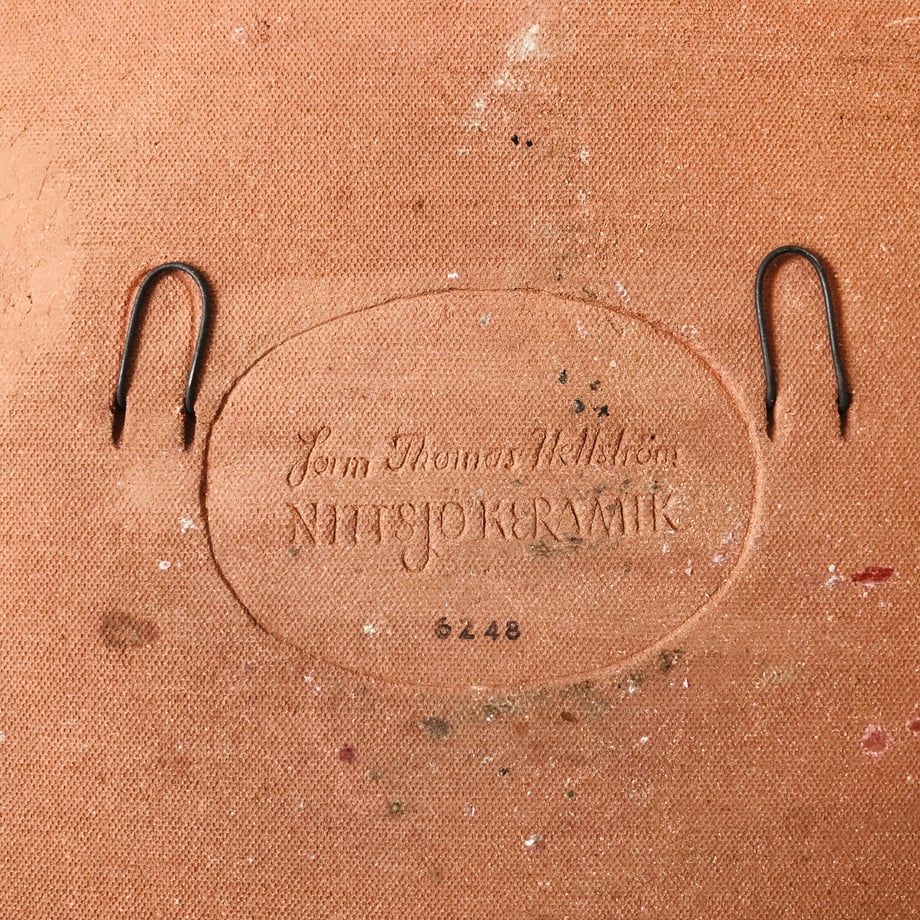 Form Thomas Hellström
NITTSJÖ KERAMIK
6248